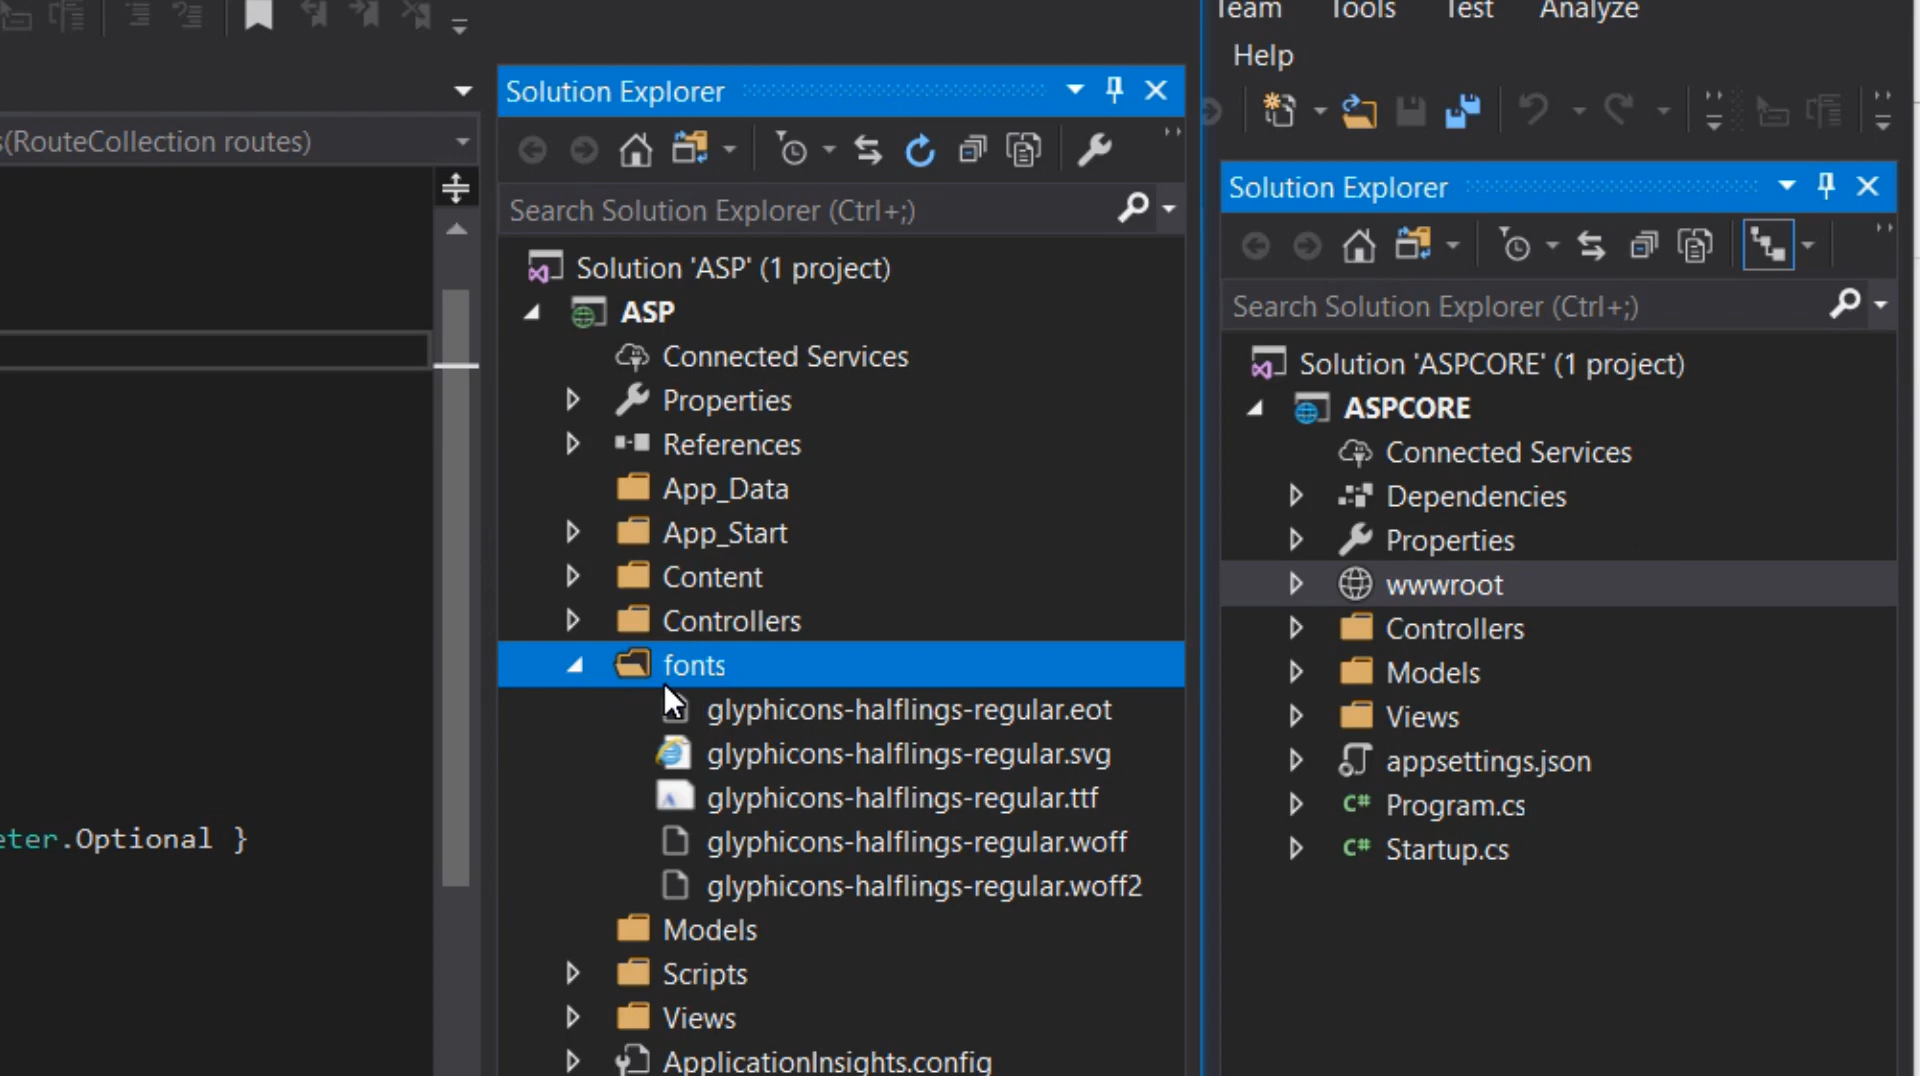 Team Tools Test Analyze
Help
s(RouteCollection routes)
eter.Optional }
Solution Explorer
Search Solution Explorer (Ctrl+;)
Solution 'ASP' (1 project)
ASP
Connected Services
Properties
References
App_Data
App_Start
Content
Controllers
fonts
glyphicons-halflings-regular.eot
glyphicons-halflings-regular.svg
glyphicons-halflings-regular.ttf
glyphicons-halflings-regular.woff
glyphicons-halflings-regular.woff2
Models
Scripts
Views
ApplicationInsights.config
Solution Explorer
Search Solution Explorer (Ctrl+;)
Solution 'ASPCORE' (1 project)
ASPCORE
Connected Services
Dependencies
Properties
wwwroot
Controllers
Models
Views
appsettings.json
C# Program.cs
C# Startup.cs